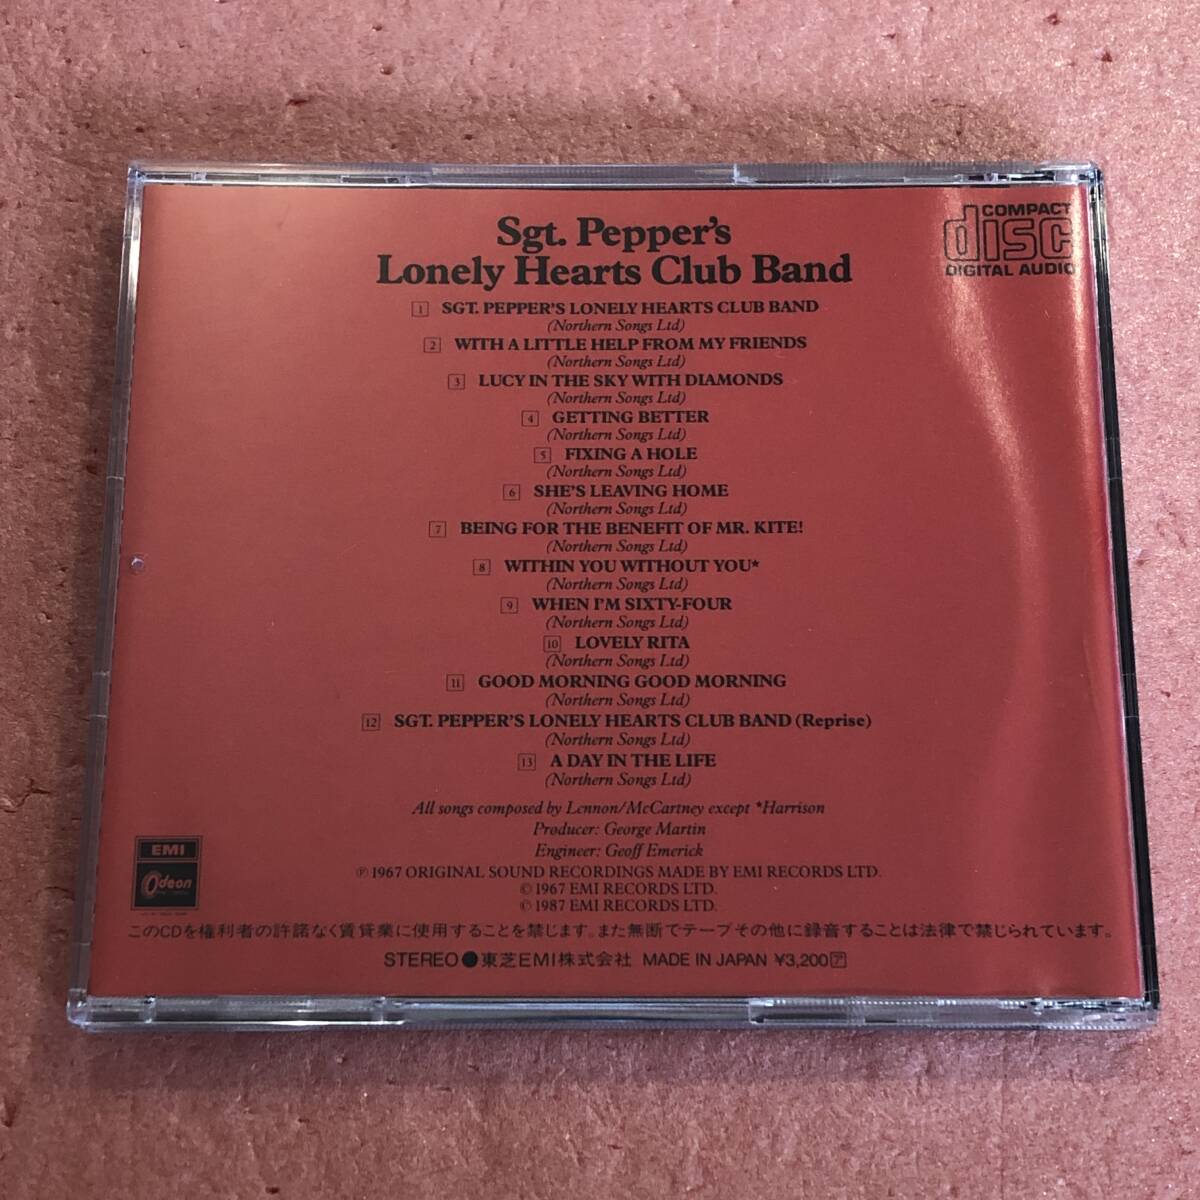 Sgt. Pepper's
Lonely Hearts Club Band
COMPACT
disc
DIGITAL AUDIO
1 SGT. PEPPER'S LONELY HEARTS CLUB BAND
(Northern Songs Ltd)
2 WITH A LITTLE HELP FROM MY FRIENDS
(Northern Songs Ltd)
3 LUCY IN THE SKY WITH DIAMONDS
(Northern Songs Ltd)
4 GETTING BETTER
(Northern Songs Ltd)
5 FIXING A HOLE
(Northern Songs Ltd)
6 SHE'S LEAVING HOME
(Northern Songs Ltd)
7 BEING FOR THE BENEFIT OF MR. KITE!
(Northern Songs Ltd)
8 WITHIN YOU WITHOUT YOU*
(Northern Songs Ltd)
9 WHEN I'M SIXTY-FOUR
(Northern Songs Ltd)
10 LOVELY RITA
(Northern Songs Ltd)
11 GOOD MORNING GOOD MORNING
(Northern Songs Ltd)
12 SGT. PEPPER'S LONELY HEARTS CLUB BAND (Reprise)
(Northern Songs Ltd)
13 A DAY IN THE LIFE
(Northern Songs Ltd)
All songs composed by Lennon/McCartney except *Harrison
Producer: George Martin
Engineer: Geoff Emerick
℗ 1967 ORIGINAL SOUND RECORDINGS MADE BY EMI RECORDS LTD.
© 1967 EMI RECORDS LTD.
© 1987 EMI RECORDS LTD.
EMI
Odeon
このCDを権利者の許諾なく賃貸業に使用することを禁じます。また無断でテープその他に録音することは法律で禁じられています。
STEREO●東芝EMI株式会社 MADE IN JAPAN ¥3,200ア